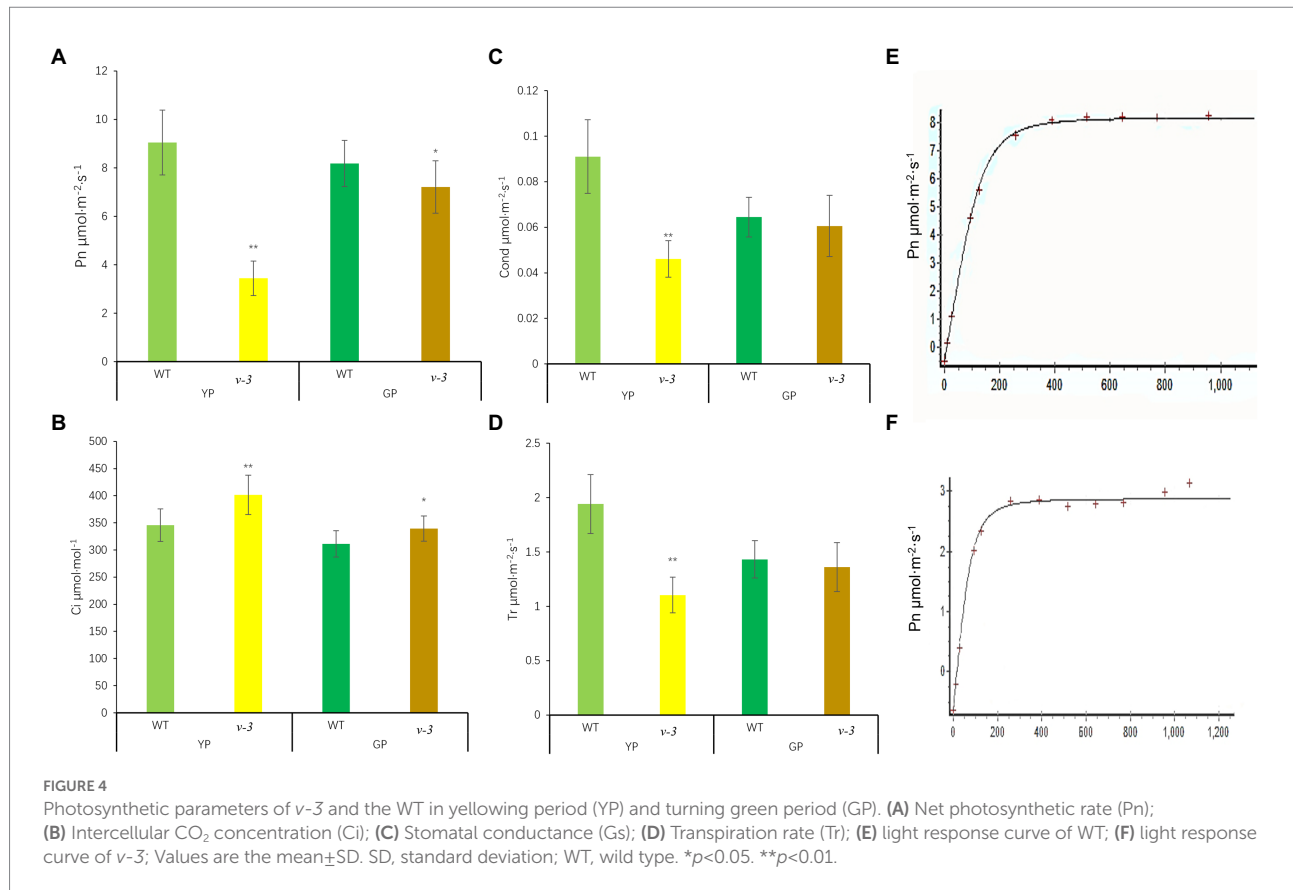 A
12
10
8
6
4
2
0
Pn μmol·m⁻²·s⁻¹
**
*
WT
v-3
WT
v-3
YP
GP
C
0.12
0.1
0.08
0.06
0.04
0.02
0
Cond μmol·m⁻²·s⁻¹
**
WT
v-3
WT
v-3
YP
GP
E
8
7
6
5
4
3
2
1
0
Pn μmol·m⁻²·s⁻¹
0
200
400
600
800
1,000
B
500
450
400
350
300
250
200
150
100
50
0
Ci μmol·mol⁻¹
**
*
WT
v-3
WT
v-3
YP
GP
D
2.5
2
1.5
1
0.5
0
Tr μmol·m⁻²·s⁻¹
**
WT
v-3
WT
v-3
YP
GP
F
3
2
1
0
Pn μmol·m⁻²·s⁻¹
0
200
400
600
800
1,000
1,200
FIGURE 4
Photosynthetic parameters of v-3 and the WT in yellowing period (YP) and turning green period (GP). (A) Net photosynthetic rate (Pn);
(B) Intercellular CO₂ concentration (Ci); (C) Stomatal conductance (Gs); (D) Transpiration rate (Tr); (E) light response curve of WT; (F) light response
curve of v-3; Values are the mean±SD. SD, standard deviation; WT, wild type. *p<0.05. **p<0.01.